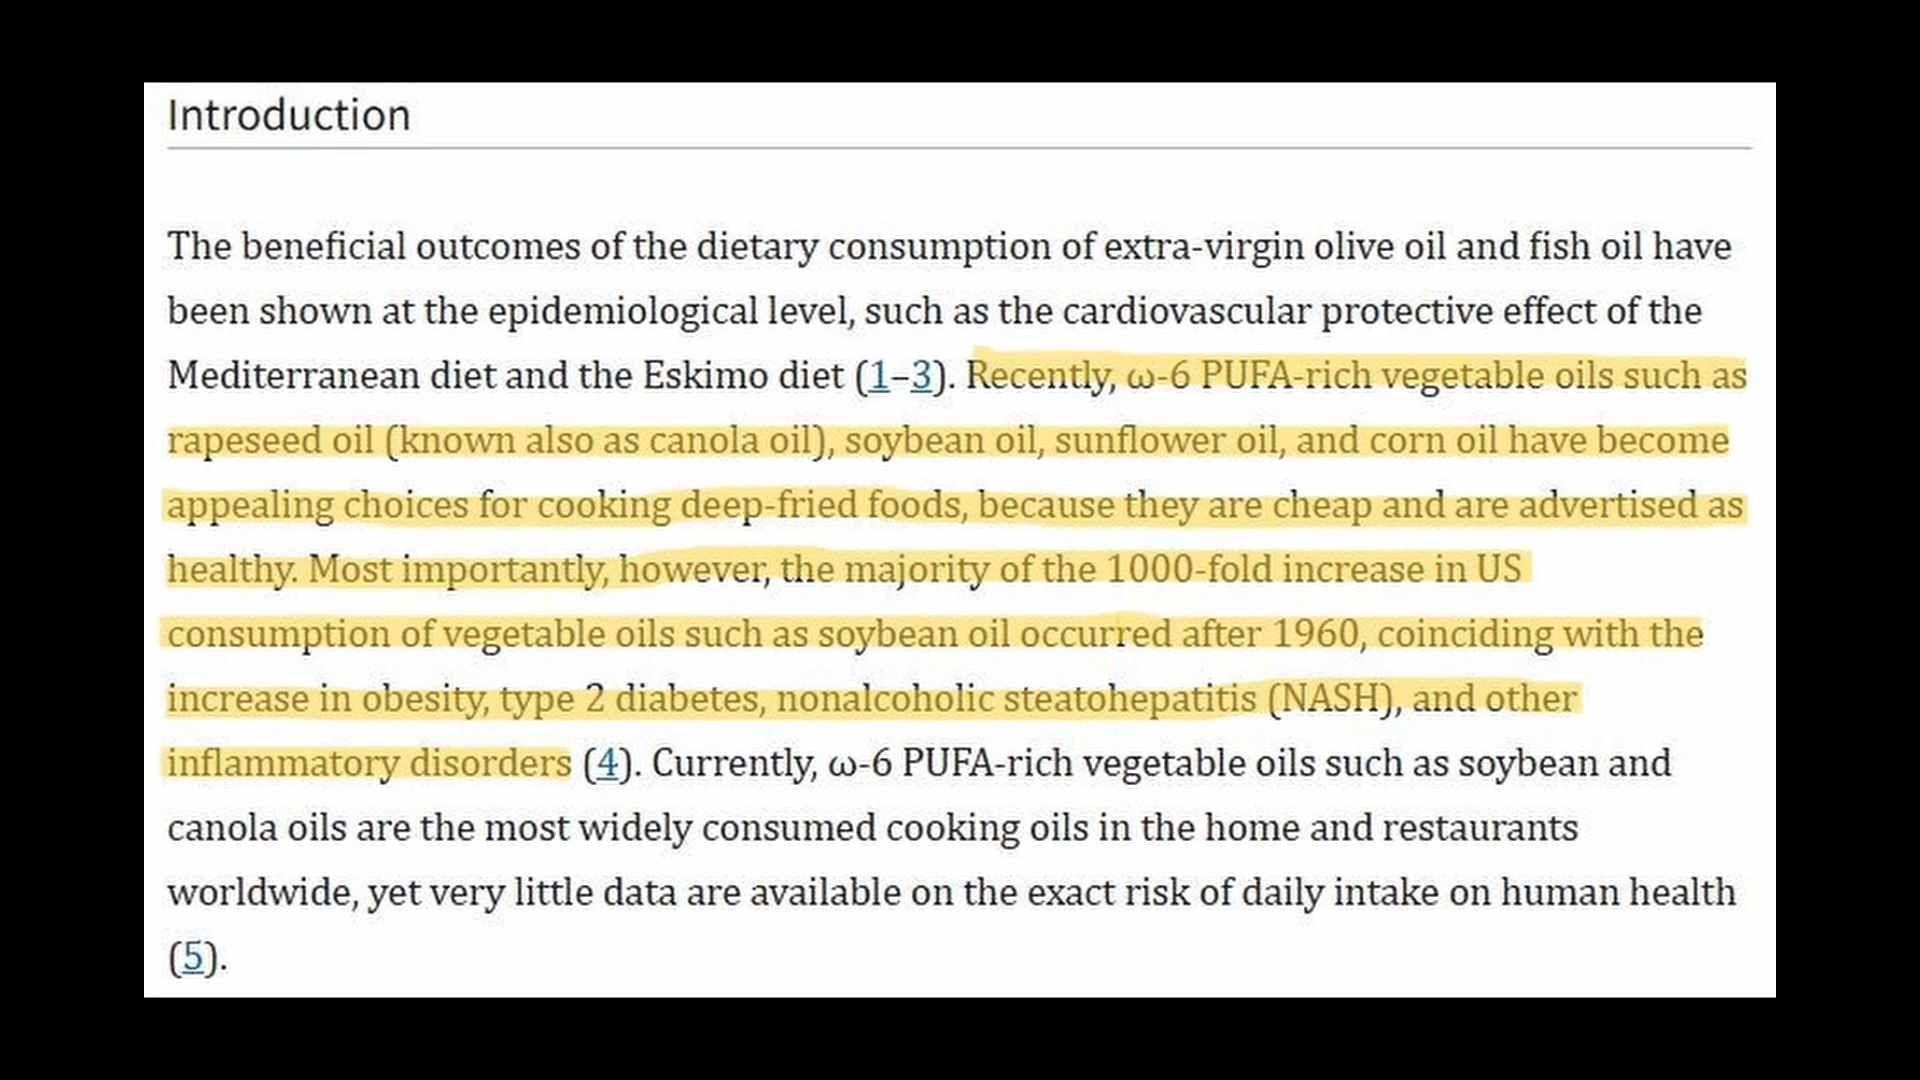 Introduction
The beneficial outcomes of the dietary consumption of extra-virgin olive oil and fish oil have
been shown at the epidemiological level, such as the cardiovascular protective effect of the
Mediterranean diet and the Eskimo diet (1–3). Recently, ω-6 PUFA-rich vegetable oils such as
rapeseed oil (known also as canola oil), soybean oil, sunflower oil, and corn oil have become
appealing choices for cooking deep-fried foods, because they are cheap and are advertised as
healthy. Most importantly, however, the majority of the 1000-fold increase in US
consumption of vegetable oils such as soybean oil occurred after 1960, coinciding with the
increase in obesity, type 2 diabetes, nonalcoholic steatohepatitis (NASH), and other
inflammatory disorders (4). Currently, ω-6 PUFA-rich vegetable oils such as soybean and
canola oils are the most widely consumed cooking oils in the home and restaurants
worldwide, yet very little data are available on the exact risk of daily intake on human health
(5).